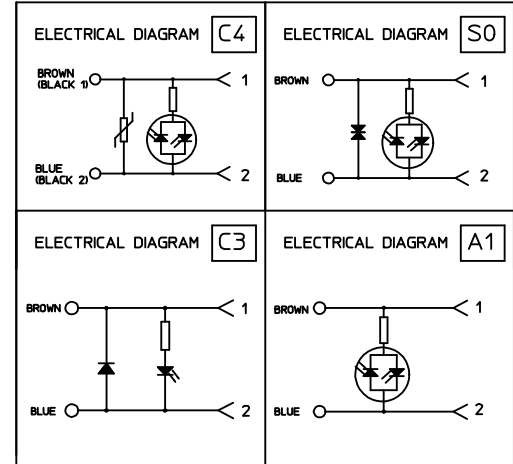 ELECTRICAL DIAGRAM C4
BROWN
(BLACK 1)
1
BLUE
(BLACK 2)
2
ELECTRICAL DIAGRAM S0
BROWN
1
BLUE
2
ELECTRICAL DIAGRAM C3
BROWN
1
BLUE
2
ELECTRICAL DIAGRAM A1
BROWN
1
BLUE
2